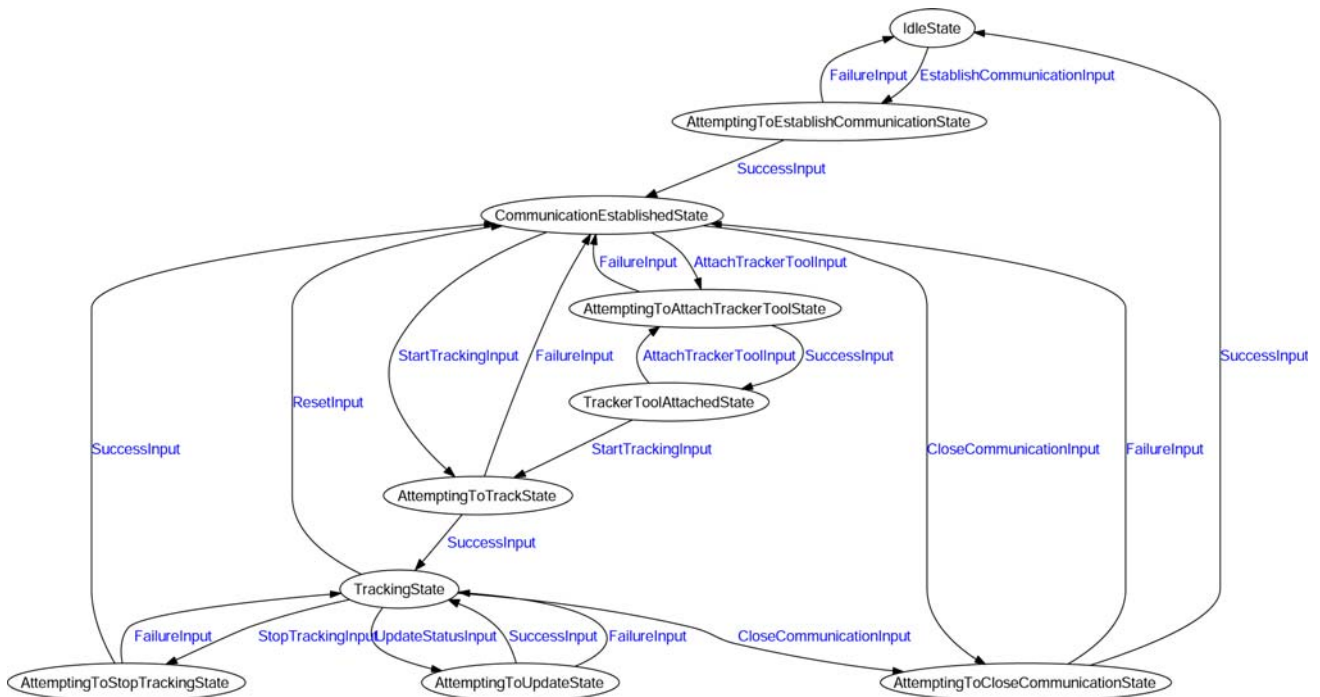 IdleState
FailureInput
EstablishCommunicationInput
AttemptingToEstablishCommunicationState
SuccessInput
CommunicationEstablishedState
FailureInput
AttachTrackerToolInput
AttemptingToAttachTrackerToolState
StartTrackingInput
FailureInput
AttachTrackerToolInput
SuccessInput
SuccessInput
TrackerToolAttachedState
ResetInput
SuccessInput
StartTrackingInput
CloseCommunicationInput
FailureInput
AttemptingToTrackState
SuccessInput
TrackingState
FailureInput
StopTrackingInput
UpdateStatusInput
SuccessInput
FailureInput
CloseCommunicationInput
AttemptingToStopTrackingState
AttemptingToUpdateState
AttemptingToCloseCommunicationState